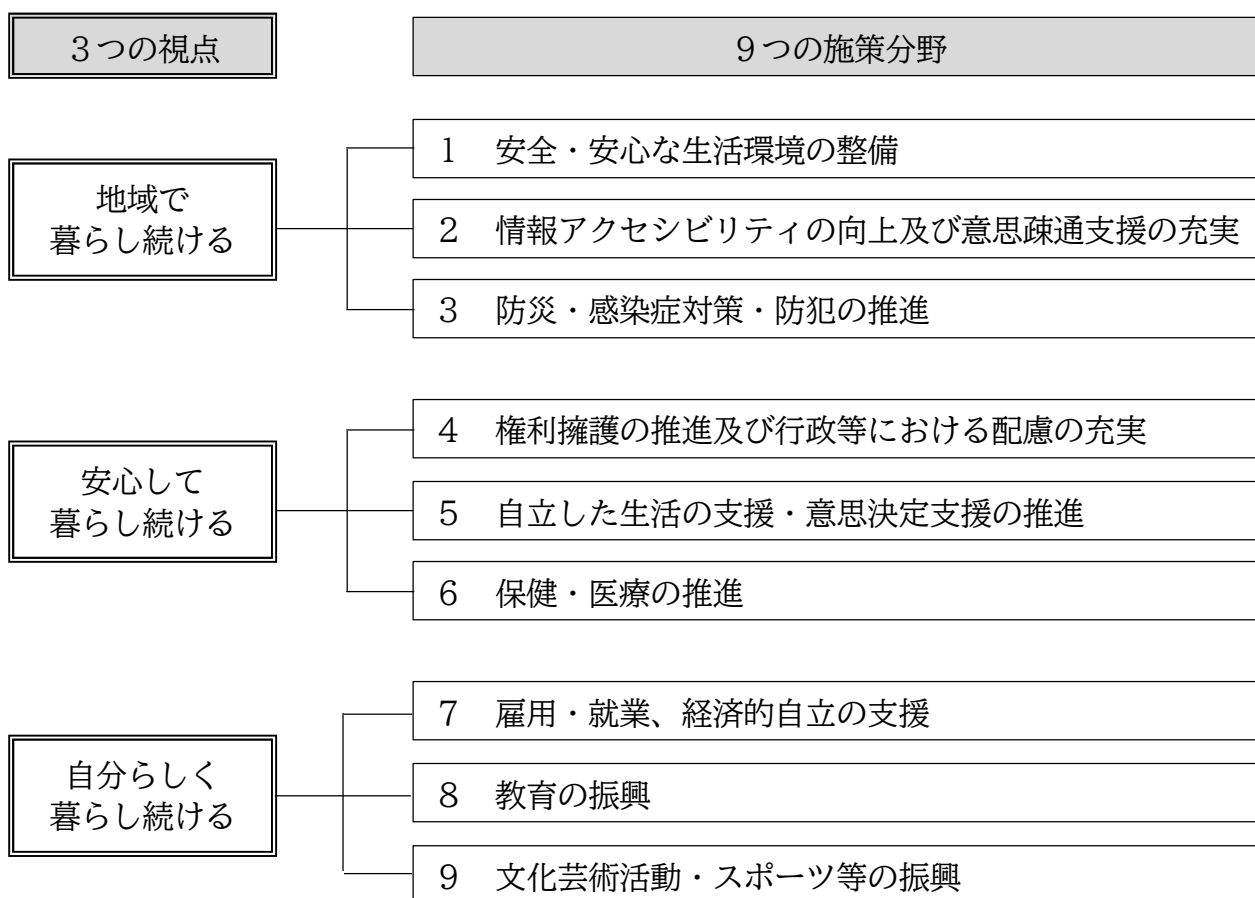 ３つの視点
９つの施策分野
地域で
暮らし続ける
１　安全・安心な生活環境の整備
２　情報アクセシビリティの向上及び意思疎通支援の充実
３　防災・感染症対策・防犯の推進
安心して
暮らし続ける
４　権利擁護の推進及び行政等における配慮の充実
５　自立した生活の支援・意思決定支援の推進
６　保健・医療の推進
自分らしく
暮らし続ける
７　雇用・就業、経済的自立の支援
８　教育の振興
９　文化芸術活動・スポーツ等の振興